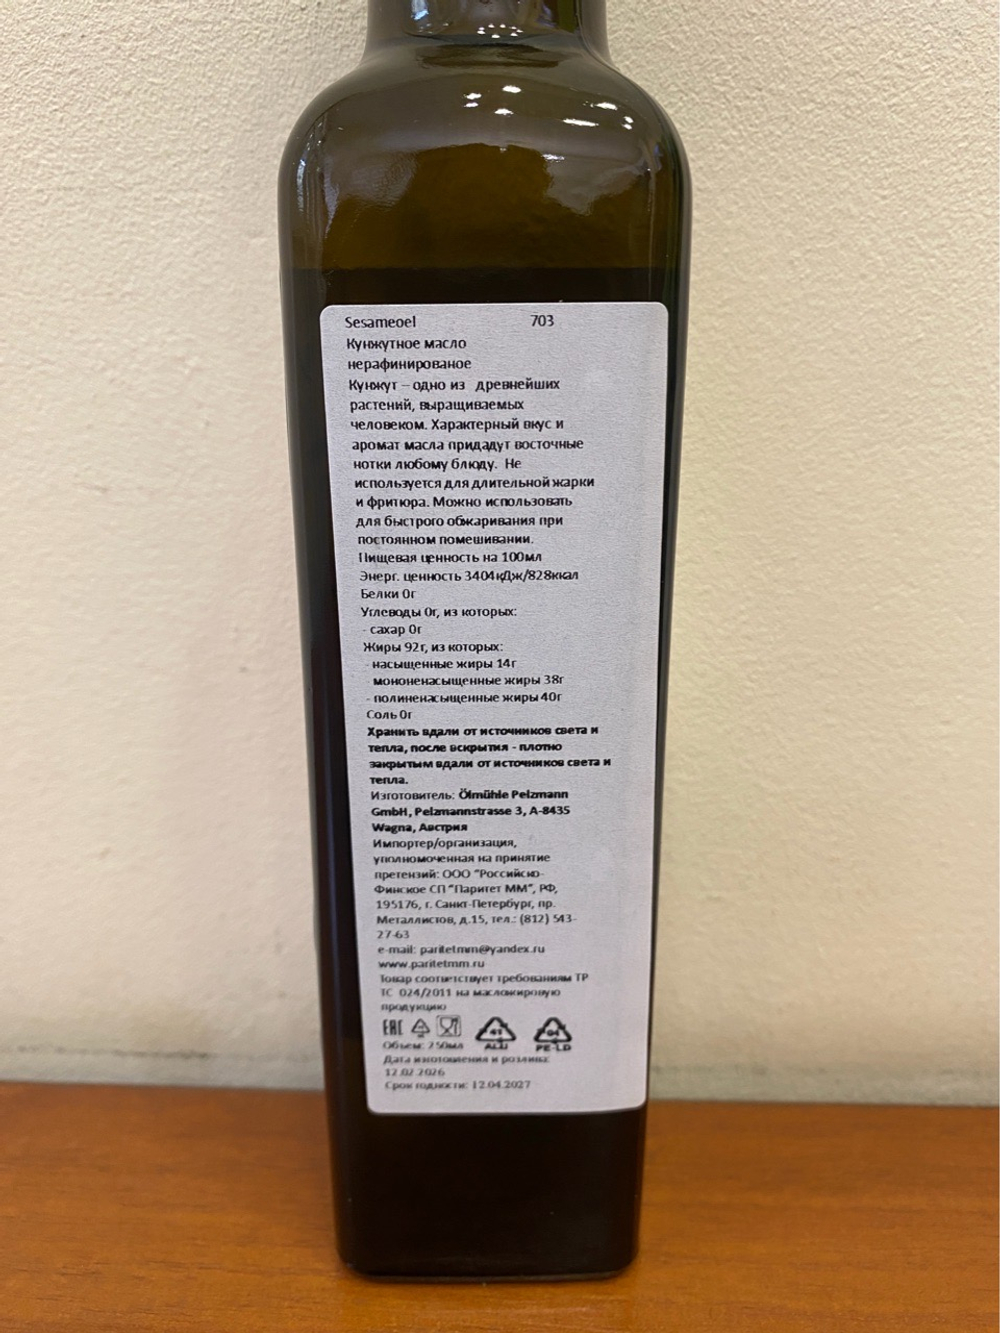 Sesameoel 703
Кунжутное масло
нерафинированое
Кунжут – одно из древнейших
растений, выращиваемых
человеком. Характерный вкус и
аромат масла придадут восточные
нотки любому блюду. Не
используется для длительной жарки
и фритюра. Можно использовать
для быстрого обжаривания при
постоянном помешивании.
Пищевая ценность на 100мл
Энерг. ценность 3404кДж/828ккал
Белки 0г
Углеводы 0г, из которых:
- сахар 0г
Жиры 92г, из которых:
- насыщенные жиры 14г
- мононенасыщенные жиры 38г
- полиненасыщенные жиры 40г
Соль 0г
Хранить вдали от источников света и
тепла, после вскрытия - плотно
закрытым вдали от источников света и
тепла.
Изготовитель: Ölmühle Pelzmann
GmbH, Pelzmannstrasse 3, A-8435
Wagna, Австрия
Импортер/организация,
уполномоченная на принятие
претензий: ООО "Российско-
Финское СП "Паритет ММ", РФ,
195176, г. Санкт-Петербург, пр.
Металлистов, д.15, тел.: (812) 543-
27-63
e-mail: paritetmm@yandex.ru
www.paritetmm.ru
Товар соответствует требованиям ТР
ТС 024/2011 на масложировую
продукцию
EAC 41 04
ALU PE-LD
Объем: 250мл
Дата изготовления и розлива:
12.02.2026
Срок годности: 12.04.2027